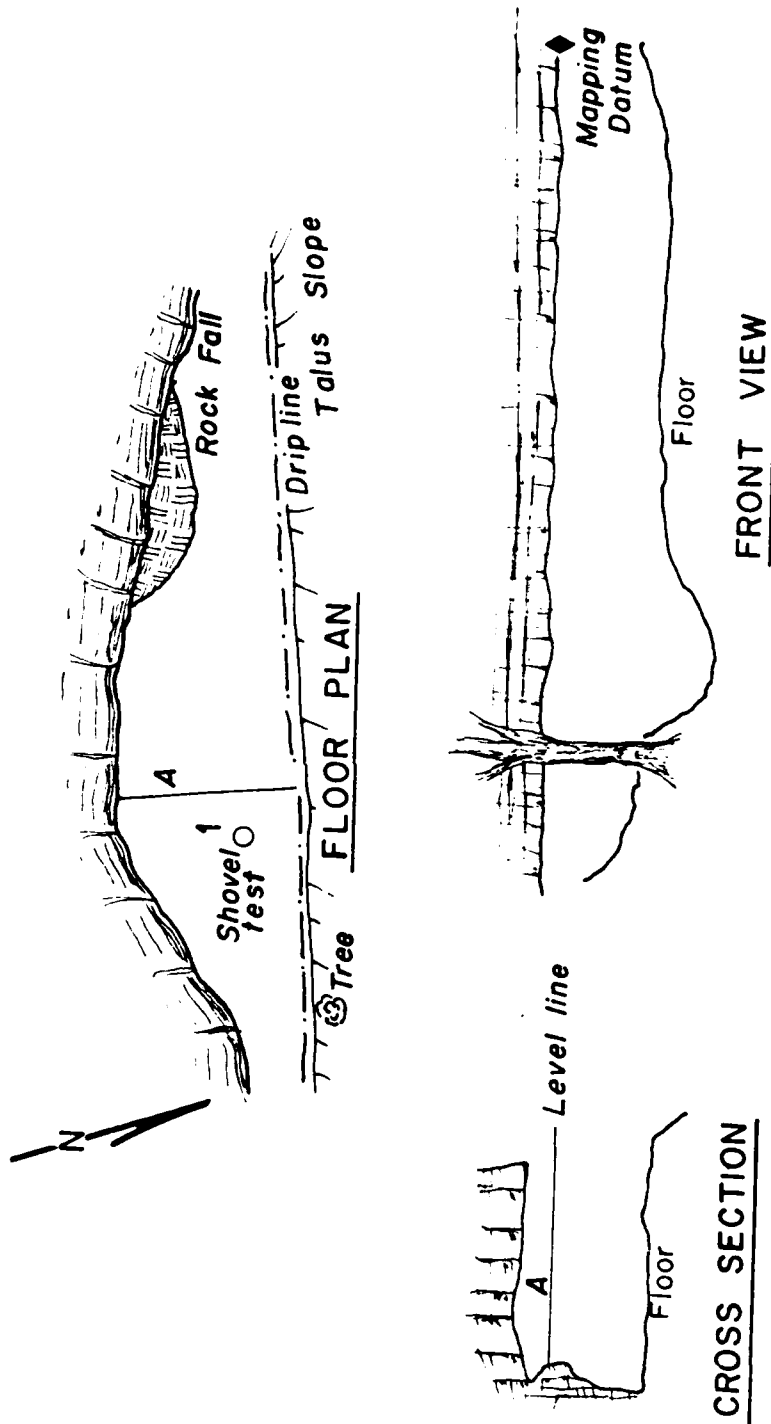 N
Rock Fall
A
Shovel 1
test
Drip line
Talus Slope
Tree
FLOOR PLAN
Level line
A
Floor
CROSS SECTION
Mapping
Datum
Floor
FRONT VIEW